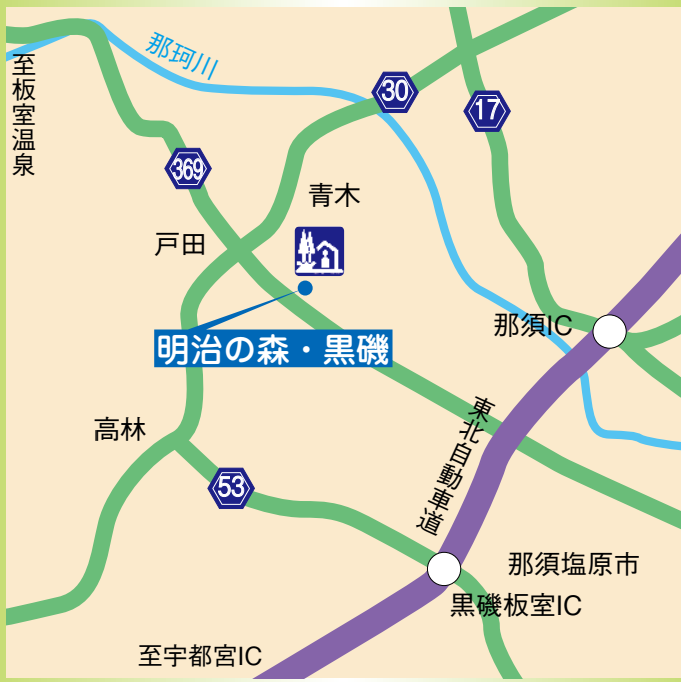 至板室温泉
那珂川
30
17
369
青木
戸田
那須IC
明治の森・黒磯
高林
東北自動車道
53
那須塩原市
黒磯板室IC
至宇都宮IC